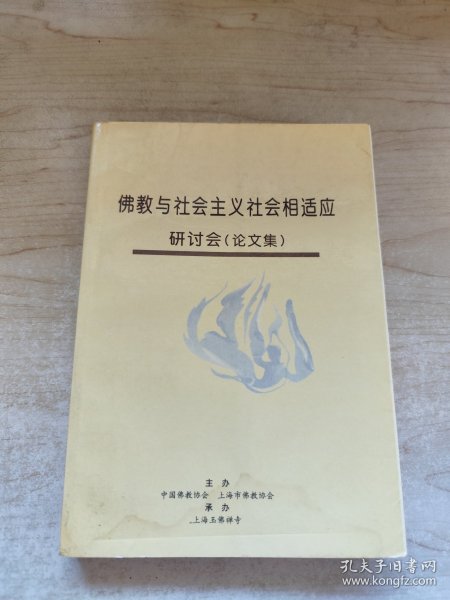 佛教与社会主义社会相适应
研讨会(论文集)
主办
中国佛教协会 上海市佛教协会
承办
上海玉佛禅寺
孔夫子旧书网
www.kongfz.com